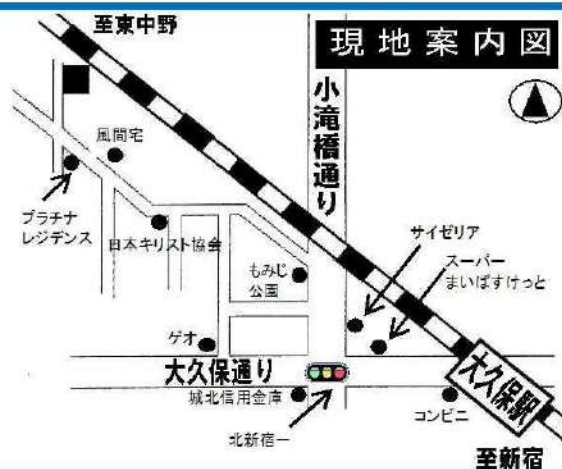 至東中野
現地案内図
小滝橋通り
風間宅
プラチナ
レジデンス
日本キリスト協会
サイゼリア
スーパー
まいばすけっと
もみじ
公園
ゲオ
大久保通り
大久保駅
城北信用金庫
コンビニ
北新宿一
至新宿